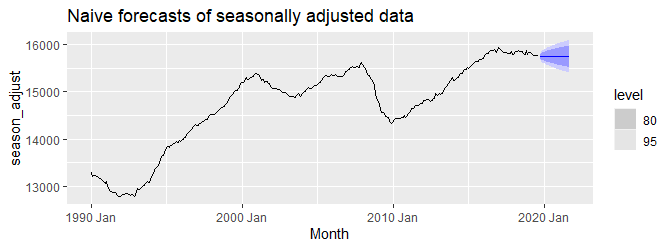 Naive forecasts of seasonally adjusted data
16000
15000
14000
13000
season_adjust
1990 Jan
2000 Jan
2010 Jan
2020 Jan
Month
level
80
95